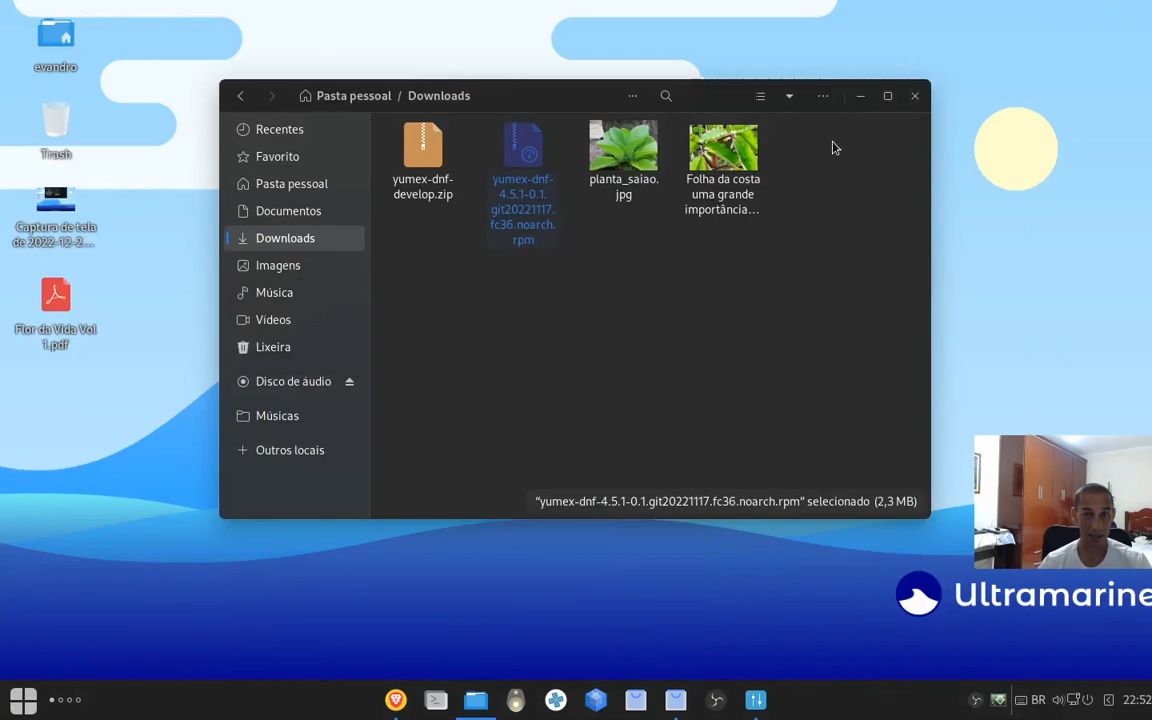 evandro
Trash
Captura de tela
de 2022-12-2...
Flor da Vida Vol
1.pdf
Pasta pessoal / Downloads
Recentes
Favorito
Pasta pessoal
Documentos
Downloads
Imagens
Música
Vídeos
Lixeira
Disco de áudio
Músicas
Outros locais
yumex-dnf-
develop.zip
yumex-dnf-
4.5.1-0.1.
git20221117.
fc36.noarch.
rpm
planta_saiao.
jpg
Folha da costa
uma grande
importância...
"yumex-dnf-4.5.1-0.1.git20221117.fc36.noarch.rpm" selecionado (2,3 MB)
Ultramarine
BR
22:52